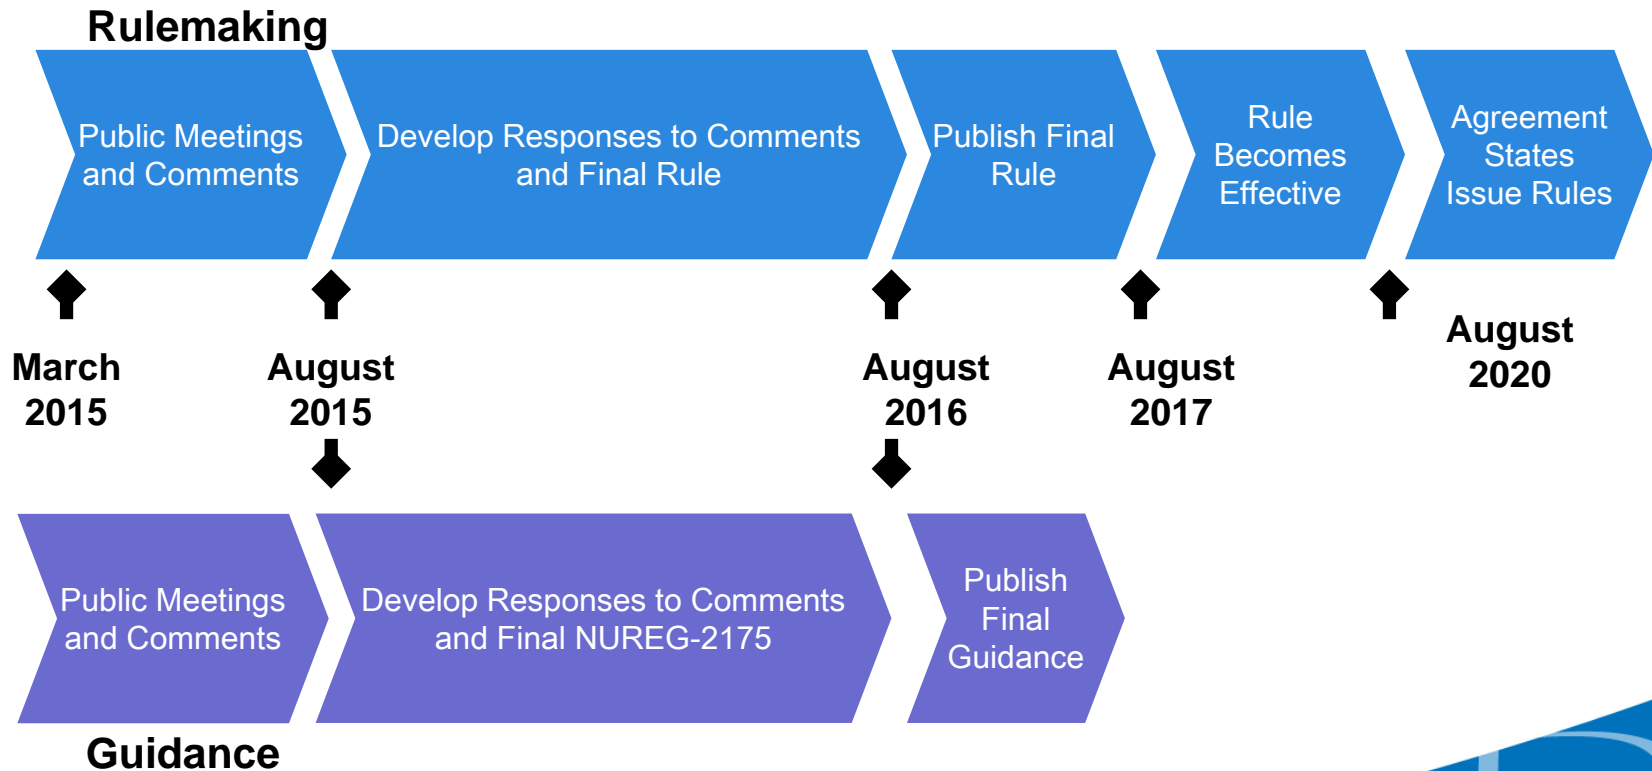 Rulemaking
Public Meetings
and Comments
Develop Responses to Comments
and Final Rule
Publish Final
Rule
Rule
Becomes
Effective
Agreement
States
Issue Rules
March
2015
August
2015
August
2016
August
2017
August
2020
Public Meetings
and Comments
Develop Responses to Comments
and Final NUREG-2175
Publish
Final
Guidance
Guidance